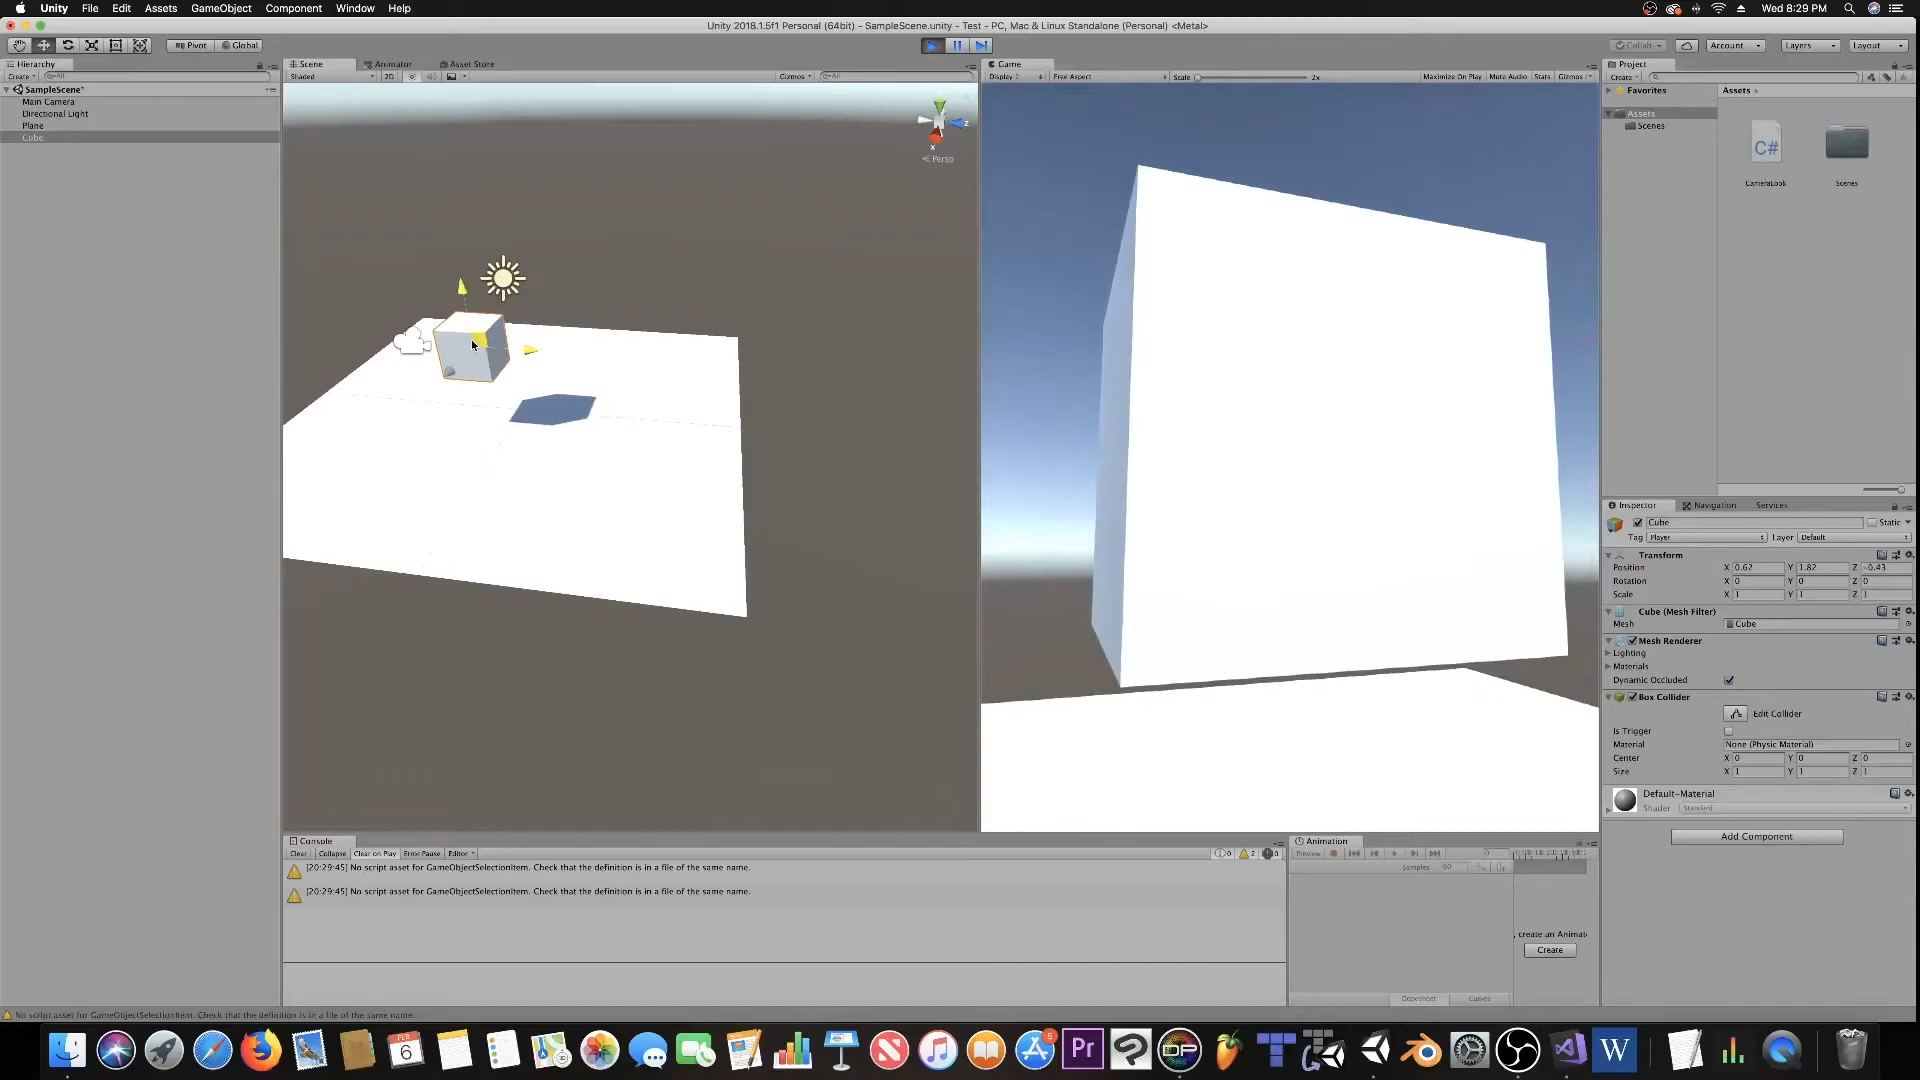 Unity File Edit Assets GameObject Component Window Help
Wed 8:29 PM
Unity 2018.1.5f1 Personal (64bit) - SampleScene.unity - Test - PC, Mac & Linux Standalone (Personal) <Metal>
Pivot Global
Collab Account Layers Layout
Hierarchy
Create All
SampleScene*
Main Camera
Directional Light
Plane
Cube
Scene Animator Asset Store
Shaded 2D Gizmos All
z
x
Persp
Game
Display 1 Free Aspect Scale 2x Maximize On Play Mute Audio Stats Gizmos
Project
Create
Favorites
Assets
Scenes
Assets
C#
CameraLook
Scenes
Inspector Navigation Services
Cube Static
Tag Player Layer Default
Transform
Position X 0.62 Y 1.82 Z -0.43
Rotation X 0 Y 0 Z 0
Scale X 1 Y 1 Z 1
Cube (Mesh Filter)
Mesh Cube
Mesh Renderer
Lighting
Materials
Dynamic Occluded
Box Collider
Edit Collider
Is Trigger
Material None (Physic Material)
Center X 0 Y 0 Z 0
Size X 1 Y 1 Z 1
Default-Material
Shader Standard
Add Component
Console
Clear Collapse Clear on Play Error Pause Editor
0 2 0
[20:29:45] No script asset for GameObjectSelectionItem. Check that the definition is in a file of the same name.
[20:29:45] No script asset for GameObjectSelectionItem. Check that the definition is in a file of the same name.
Animation
Preview 0
Samples 60
, create an Animat
Create
Dopesheet Curves
No script asset for GameObjectSelectionItem. Check that the definition is in a file of the same name.
FEB
6
5
Pr
DP
W